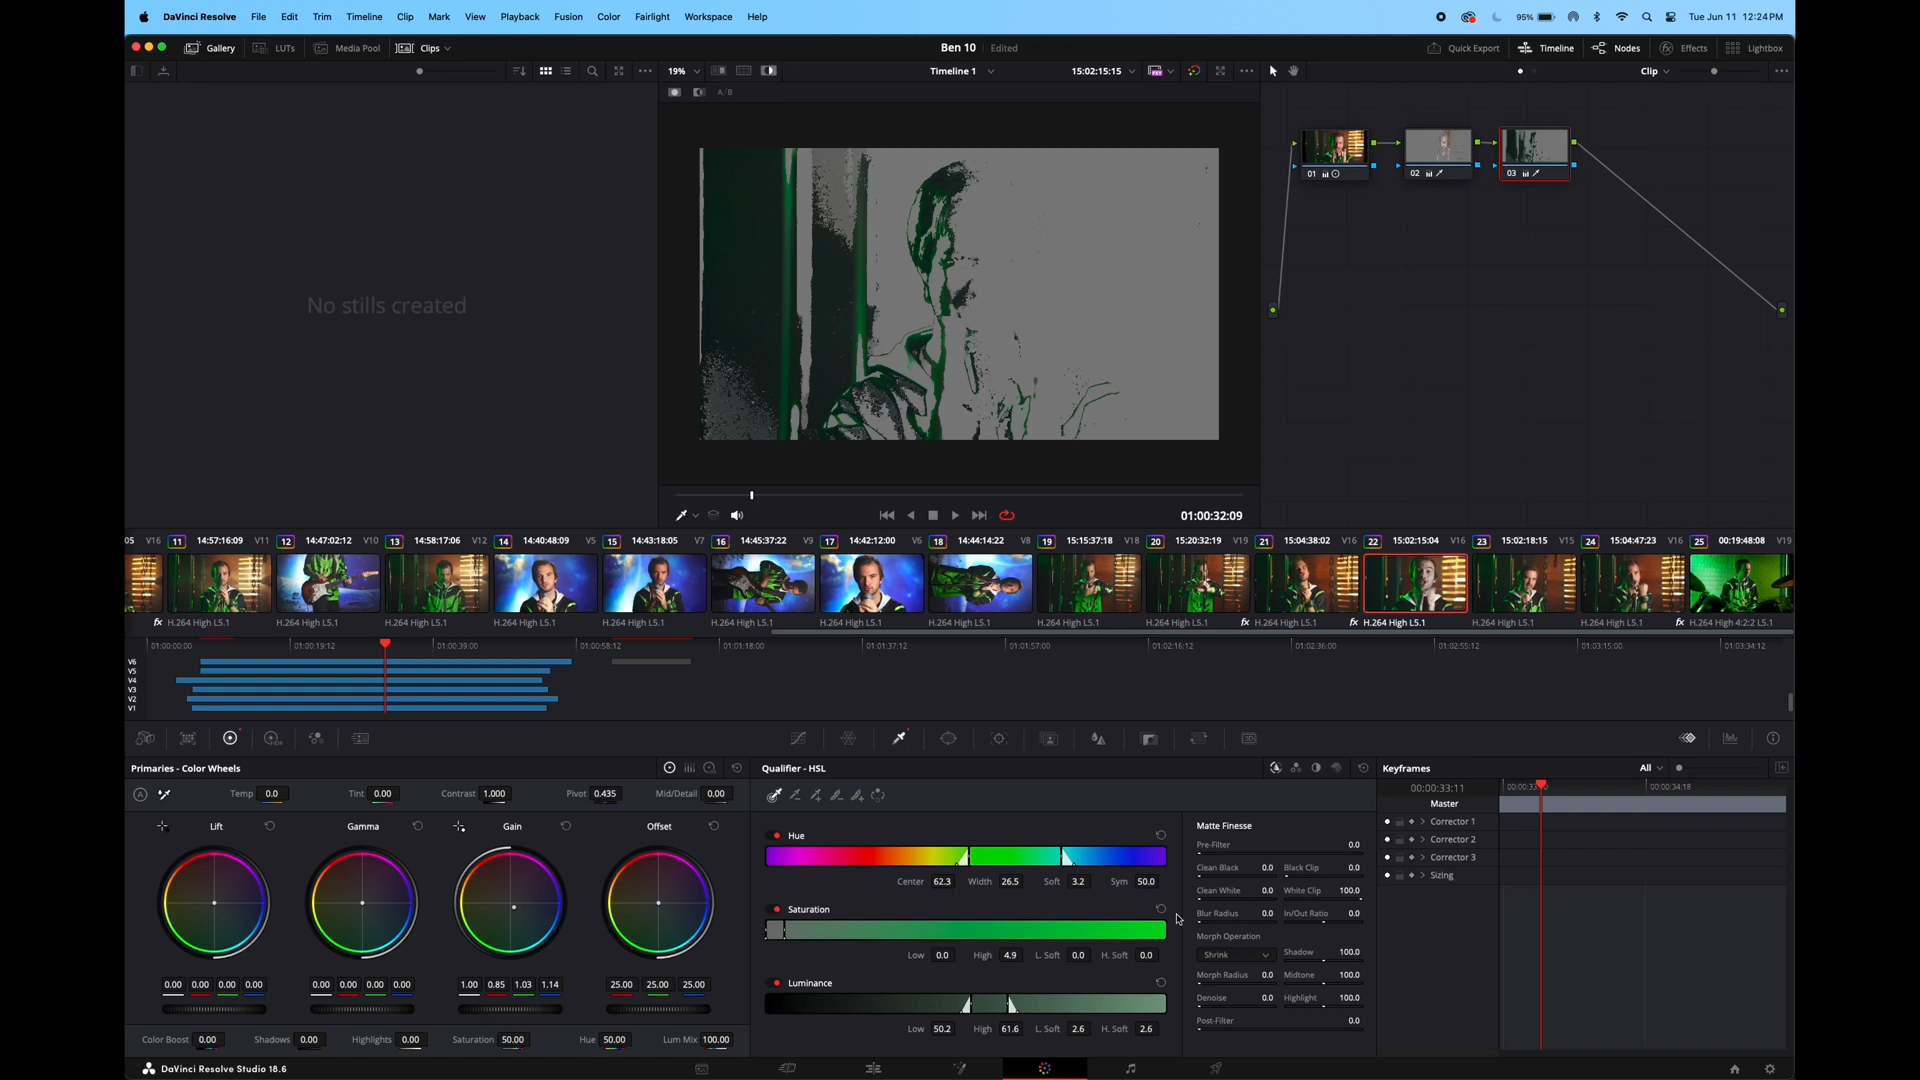 DaVinci Resolve File Edit Trim Timeline Clip Mark View Playback Fusion Color Fairlight Workspace Help 95% Tue Jun 11 12:24 PM
Gallery LUTs Media Pool Clips Ben 10 Edited Quick Export Timeline Nodes Effects Lightbox
19% Timeline 1 15:02:15:15 Clip
A/B
01 02 03
No stills created
01:00:32:09
05 V16 11 14:57:16:09 V11 12 14:47:02:12 V10 13 14:58:17:06 V12 14 14:40:48:09 V5 15 14:43:18:05 V7 16 14:45:37:22 V9 17 14:42:12:00 V6 18 14:44:14:22 V8 19 15:15:37:18 V18 20 15:20:32:19 V19 21 15:04:38:02 V16 22 15:02:15:04 V16 23 15:02:18:15 V15 24 15:04:47:23 V16 25 00:19:48:08 V19
fx H.264 High L5.1 H.264 High L5.1 H.264 High L5.1 H.264 High L5.1 H.264 High L5.1 H.264 High L5.1 H.264 High L5.1 H.264 High L5.1 H.264 High L5.1 H.264 High L5.1 fx H.264 High L5.1 fx H.264 High L5.1 H.264 High L5.1 H.264 High L5.1 fx H.264 High 4:2:2 L5.1
01:00:00:00 01:00:19:12 01:00:39:00 01:00:58:12 01:01:18:00 01:01:37:12 01:01:57:00 01:02:16:12 01:02:36:00 01:02:55:12 01:03:15:00 01:03:34:12
V6
V5
V4
V3
V2
V1
Primaries - Color Wheels
Temp 0.0 Tint 0.00 Contrast 1.000 Pivot 0.435 Mid/Detail 0.00
Lift Gamma Gain Offset
0.00 0.00 0.00 0.00 0.00 0.00 0.00 0.00 1.00 0.85 1.03 1.14 25.00 25.00 25.00
Color Boost 0.00 Shadows 0.00 Highlights 0.00 Saturation 50.00 Hue 50.00 Lum Mix 100.00
Qualifier - HSL
Hue
Center 62.3 Width 26.5 Soft 3.2 Sym 50.0
Saturation
Low 0.0 High 4.9 L. Soft 0.0 H. Soft 0.0
Luminance
Low 50.2 High 61.6 L. Soft 2.6 H. Soft 2.6
Matte Finesse
Pre-Filter 0.0
Clean Black 0.0 Black Clip 0.0
Clean White 0.0 White Clip 100.0
Blur Radius 0.0 In/Out Ratio 0.0
Morph Operation
Shrink Shadow 100.0
Morph Radius 0.0 Midtone 100.0
Denoise 0.0 Highlight 100.0
Post-Filter 0.0
Keyframes All
00:00:33:11 00:00:34:18
Master
Corrector 1
Corrector 2
Corrector 3
Sizing
DaVinci Resolve Studio 18.6